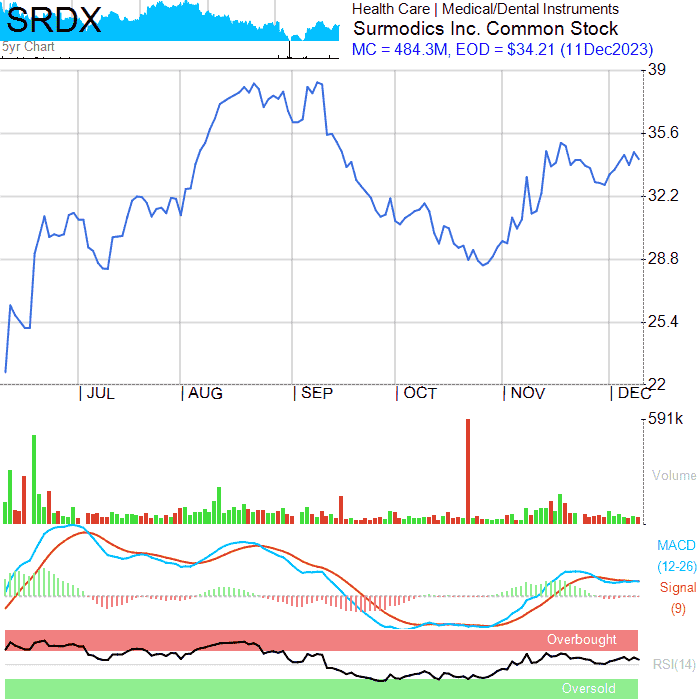 SRDX
5yr Chart
Health Care | Medical/Dental Instruments
Surmodics Inc. Common Stock
MC = 484.3M, EOD = $34.21 (11Dec2023)
39
35.6
32.2
28.8
25.4
22
| JUL | AUG | SEP | OCT | NOV | DEC
591k
Volume
MACD
(12-26)
Signal
(9)
Overbought
RSI(14)
Oversold